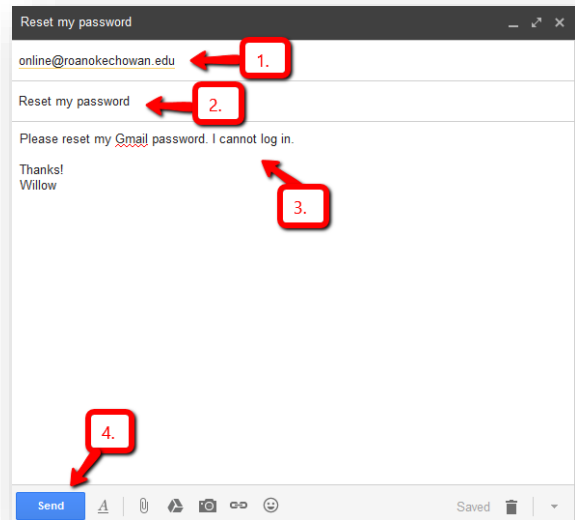 Reset my password
online@roanokechowan.edu
1.
Reset my password
2.
Please reset my Gmail password. I cannot log in.
Thanks!
Willow
3.
4.
Send
A
Saved